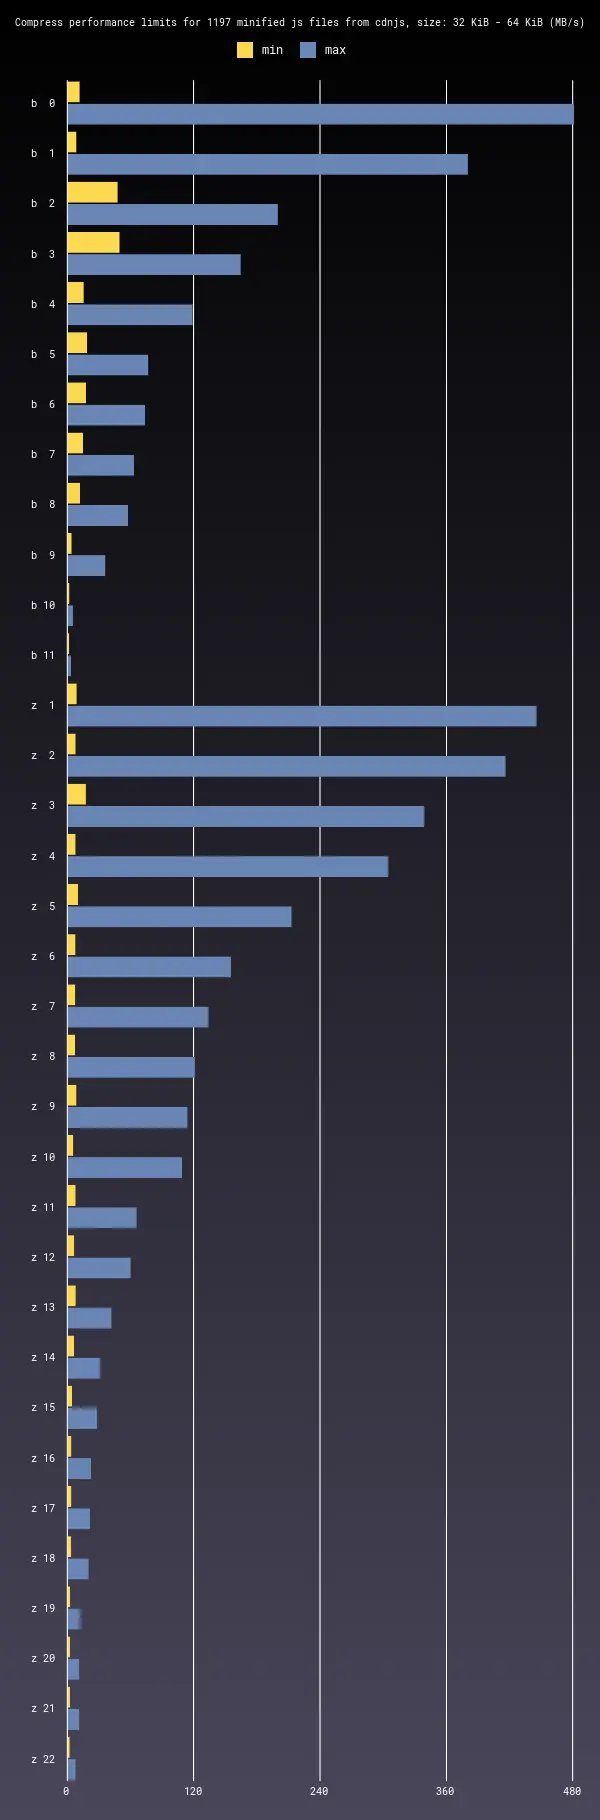 Compress performance limits for 1197 minified js files from cdnjs, size: 32 KiB - 64 KiB (MB/s)
min max
b 0
b 1
b 2
b 3
b 4
b 5
b 6
b 7
b 8
b 9
b 10
b 11
z 1
z 2
z 3
z 4
z 5
z 6
z 7
z 8
z 9
z 10
z 11
z 12
z 13
z 14
z 15
z 16
z 17
z 18
z 19
z 20
z 21
z 22
0 120 240 360 480